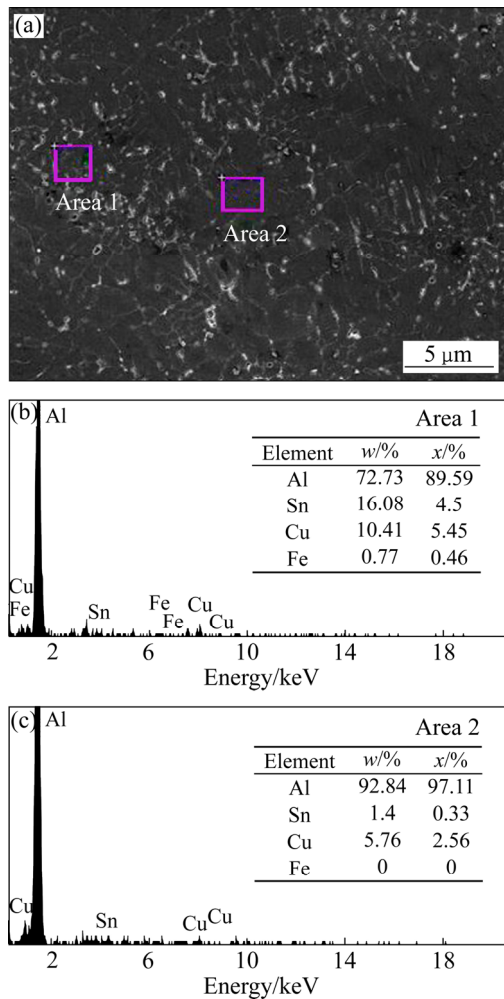 (a)
Area 1
Area 2
5 μm
(b)
Al
Area 1
Element w/% x/%
Al 72.73 89.59
Sn 16.08 4.5
Cu 10.41 5.45
Fe 0.77 0.46
Cu
Fe
Sn
Fe
Fe
Cu
Cu
2 6 10 14 18
Energy/keV
(c)
Al
Area 2
Element w/% x/%
Al 92.84 97.11
Sn 1.4 0.33
Cu 5.76 2.56
Fe 0 0
Cu
Sn
Cu
Cu
2 6 10 14 18
Energy/keV